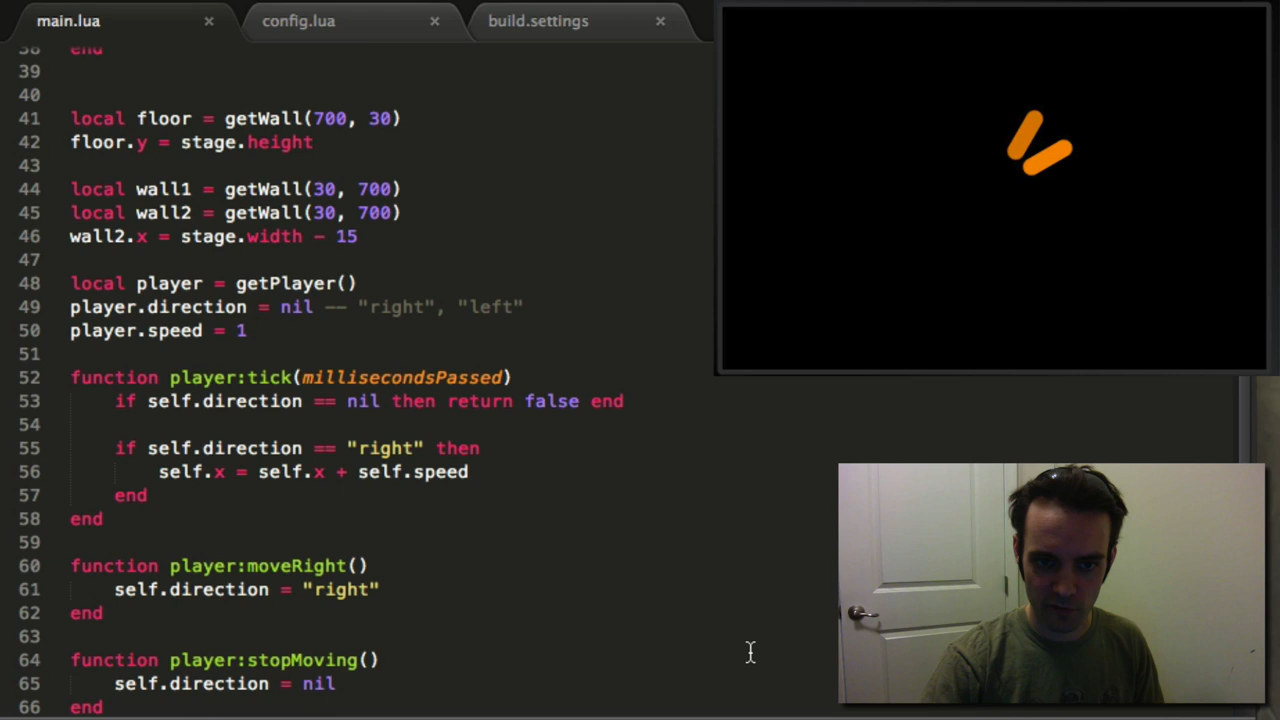 main.lua × config.lua × build.settings ×
38 end
39
40
41 local floor = getWall(700, 30)
42 floor.y = stage.height
43
44 local wall1 = getWall(30, 700)
45 local wall2 = getWall(30, 700)
46 wall2.x = stage.width - 15
47
48 local player = getPlayer()
49 player.direction = nil -- "right", "left"
50 player.speed = 1
51
52 function player:tick(millisecondsPassed)
53 if self.direction == nil then return false end
54
55 if self.direction == "right" then
56 self.x = self.x + self.speed
57 end
58 end
59
60 function player:moveRight()
61 self.direction = "right"
62 end
63
64 function player:stopMoving()
65 self.direction = nil
66 end